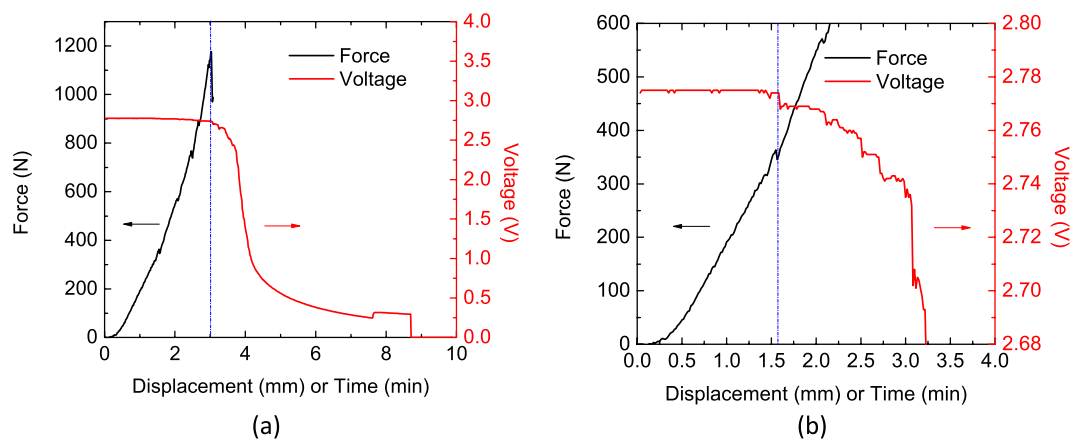 1200
1000
800
600
400
200
0
Force (N)
Force
Voltage
4.0
3.5
3.0
2.5
2.0
1.5
1.0
0.5
0.0
Voltage (V)
0 2 4 6 8 10
Displacement (mm) or Time (min)
(a)
600
500
400
300
200
100
0
Force (N)
Force
Voltage
2.80
2.78
2.76
2.74
2.72
2.70
2.68
Voltage (V)
0.0 0.5 1.0 1.5 2.0 2.5 3.0 3.5 4.0
Displacement (mm) or Time (min)
(b)